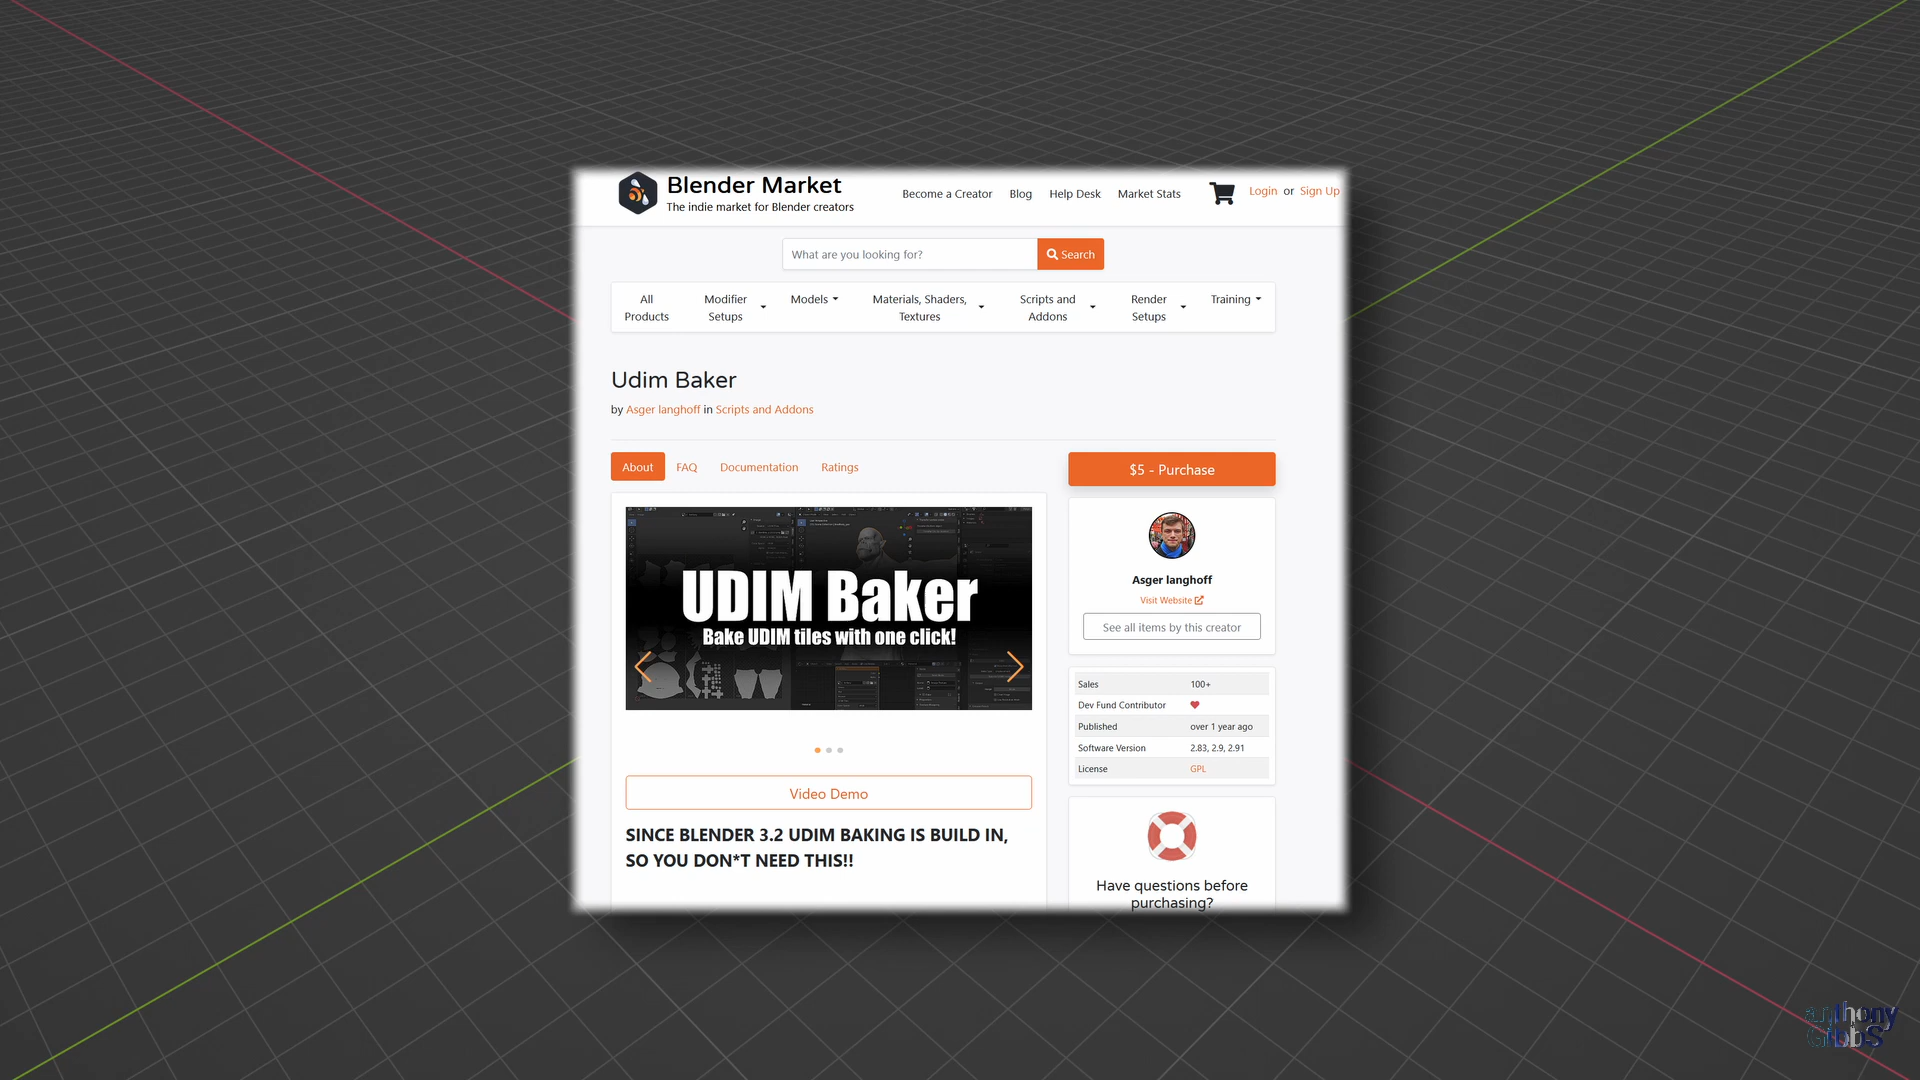 Blender Market
The indie market for Blender creators
Become a Creator Blog Help Desk Market Stats Login or Sign Up
What are you looking for? Search
All Products Modifier Setups Models Materials, Shaders, Textures Scripts and Addons Render Setups Training
Udim Baker
by Asger langhoff in Scripts and Addons
About FAQ Documentation Ratings
$5 - Purchase
UDIM Baker
Bake UDIM tiles with one click!
Video Demo
SINCE BLENDER 3.2 UDIM BAKING IS BUILD IN,
SO YOU DON*T NEED THIS!!
Asger langhoff
Visit Website
See all items by this creator
Sales 100+
Dev Fund Contributor
Published over 1 year ago
Software Version 2.83, 2.9, 2.91
License GPL
Have questions before
purchasing?
anthony
GibbS